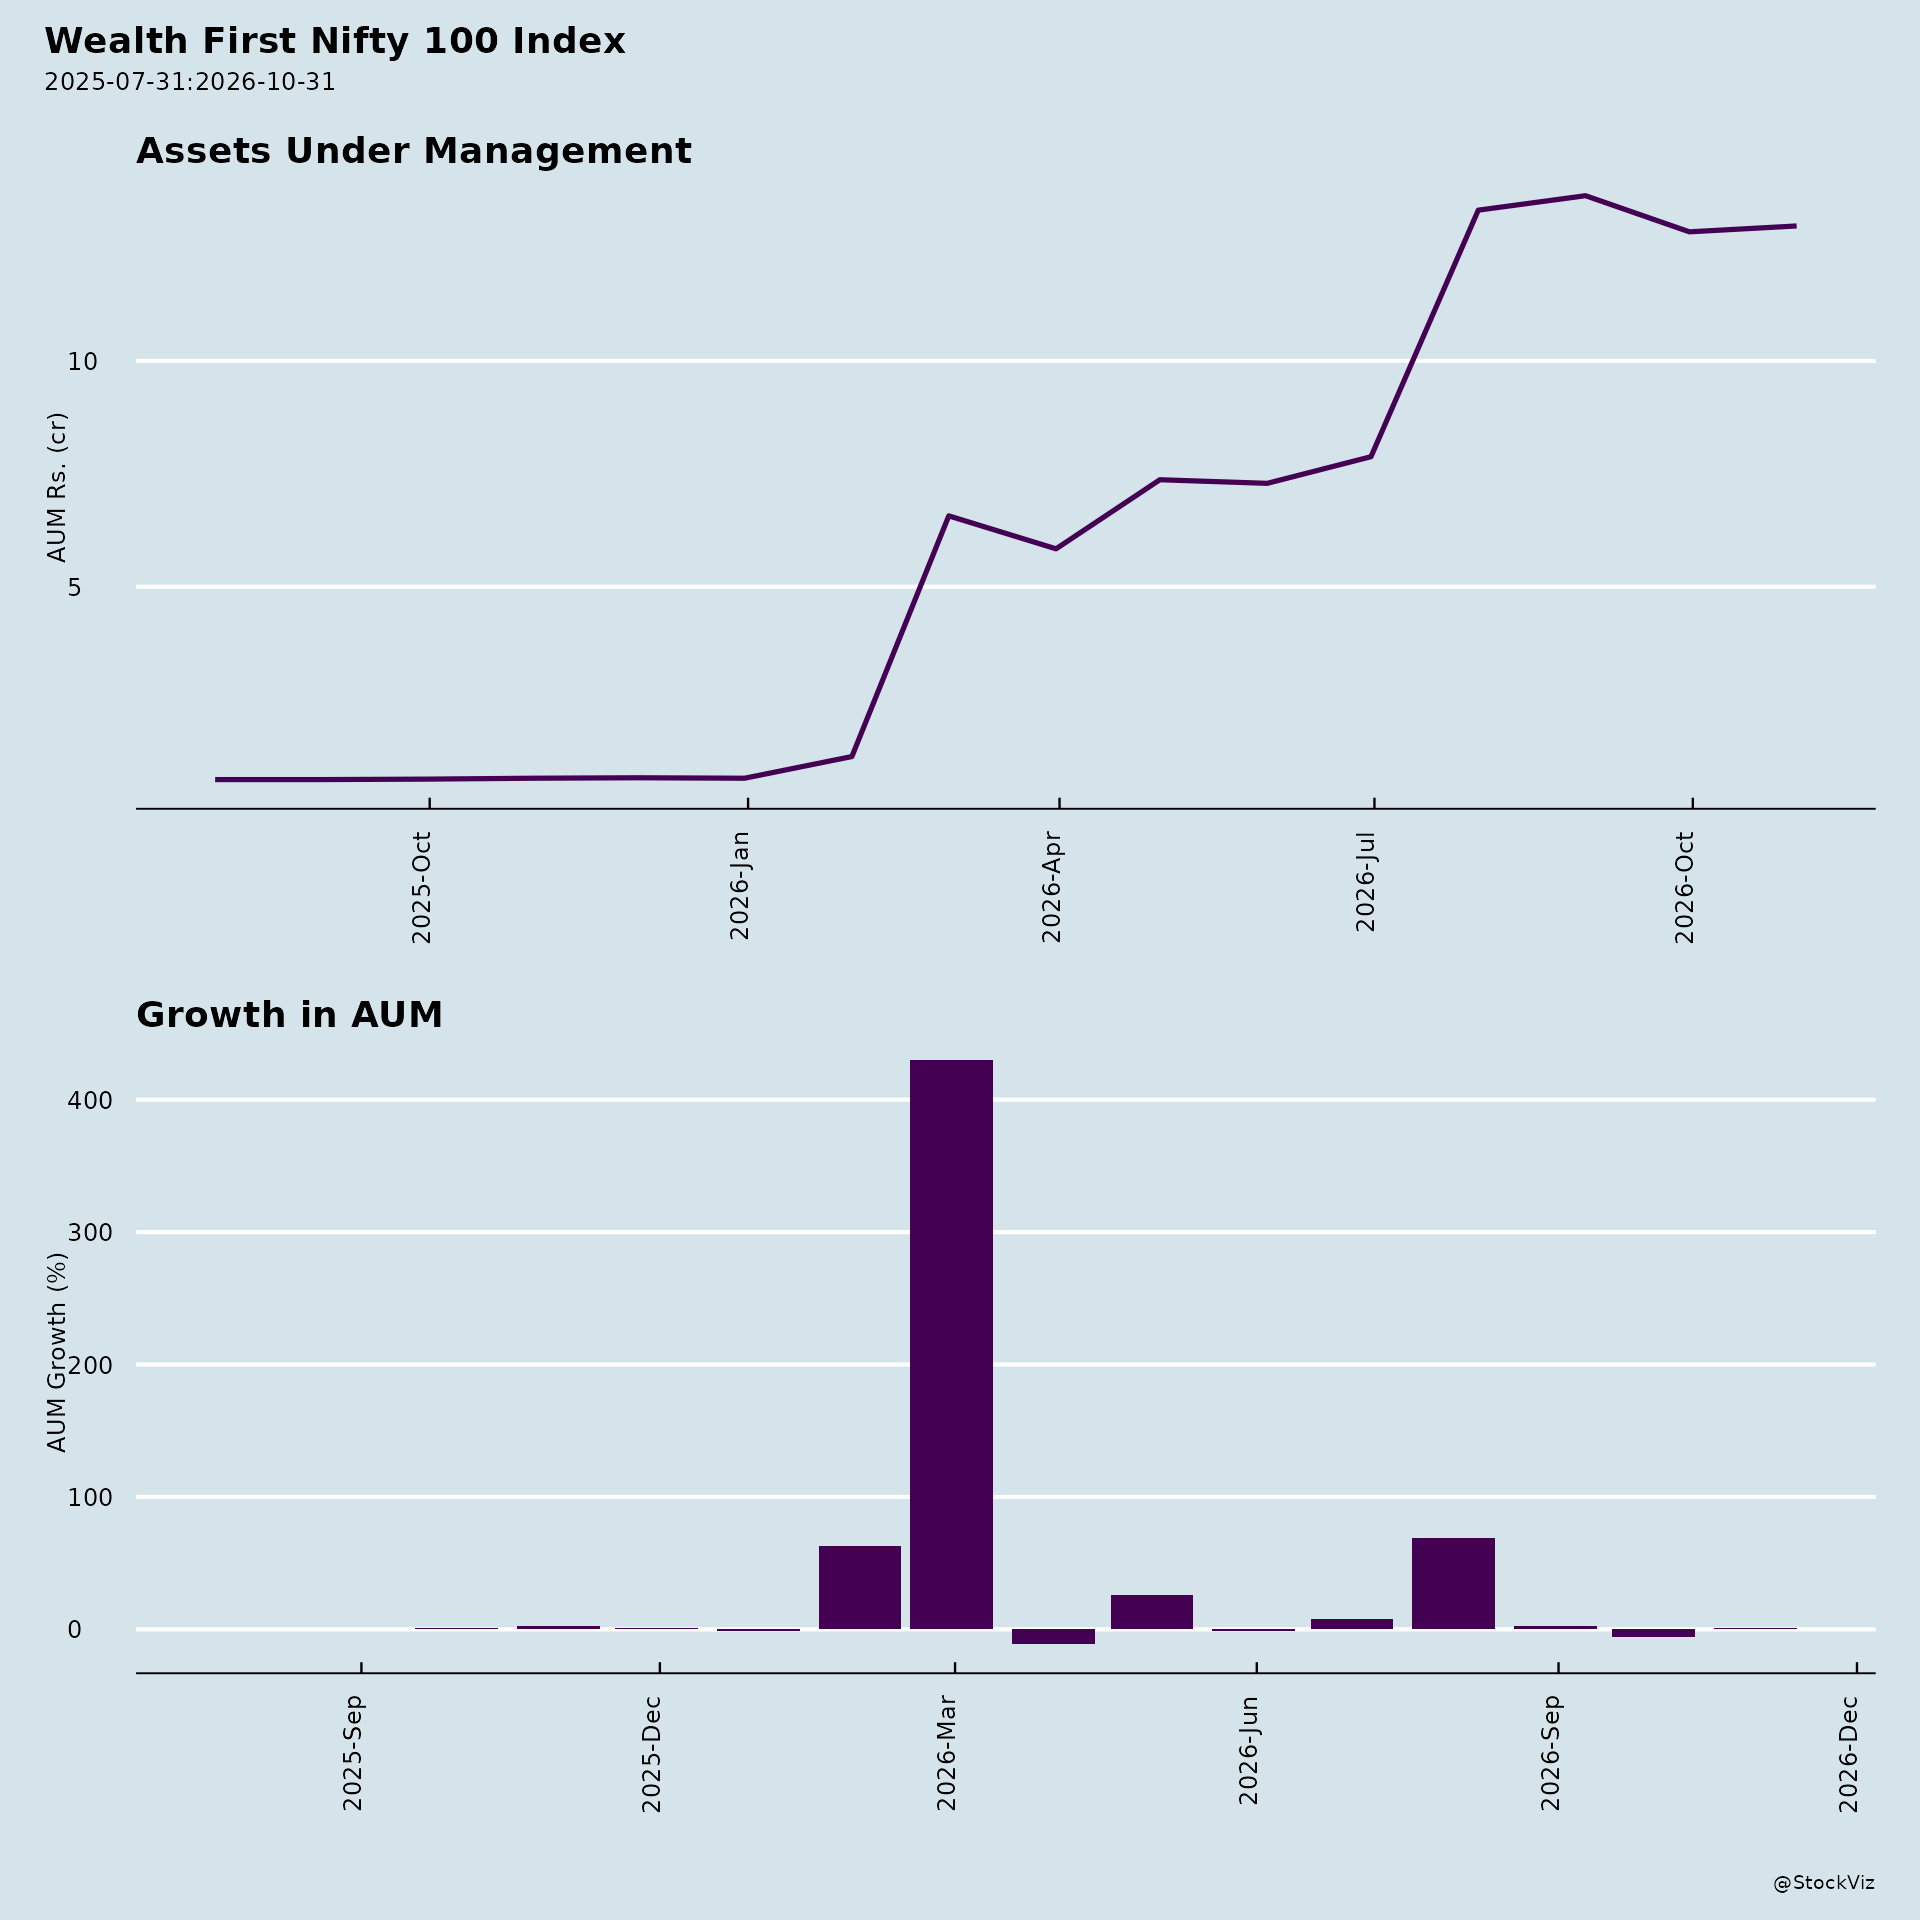 Wealth First Nifty 100 Index
2025-07-31:2026-10-31
Assets Under Management
AUM Rs. (cr)
10
5
2025-Oct
2026-Jan
2026-Apr
2026-Jul
2026-Oct
Growth in AUM
AUM Growth (%)
400
300
200
100
0
2025-Sep
2025-Dec
2026-Mar
2026-Jun
2026-Sep
2026-Dec
@StockViz